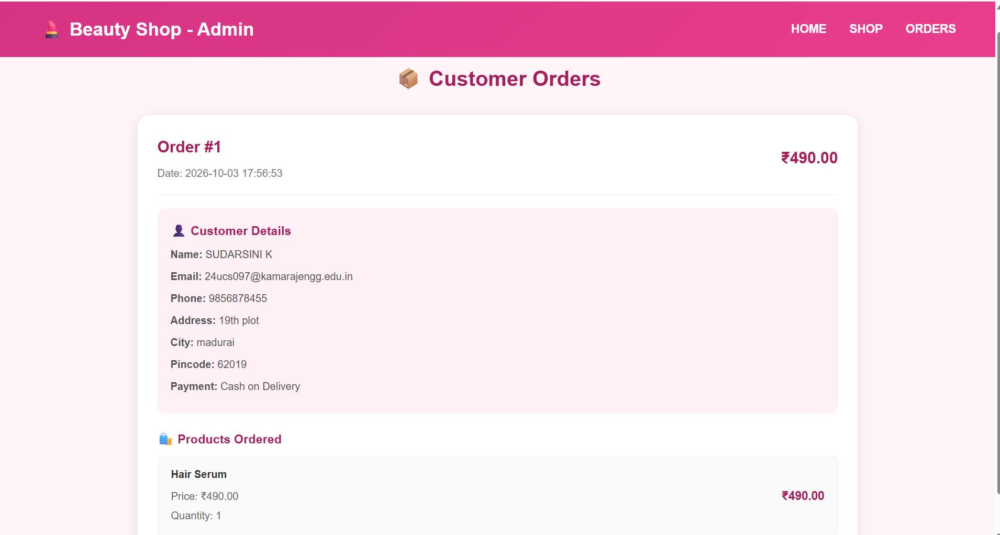 Beauty Shop - Admin
HOME SHOP ORDERS
Customer Orders
Order #1
₹490.00
Date: 2026-10-03 17:56:53
Customer Details
Name: SUDARSINI K
Email: 24ucs097@kamarajengg.edu.in
Phone: 9856878455
Address: 19th plot
City: madurai
Pincode: 62019
Payment: Cash on Delivery
Products Ordered
Hair Serum
Price: ₹490.00
₹490.00
Quantity: 1